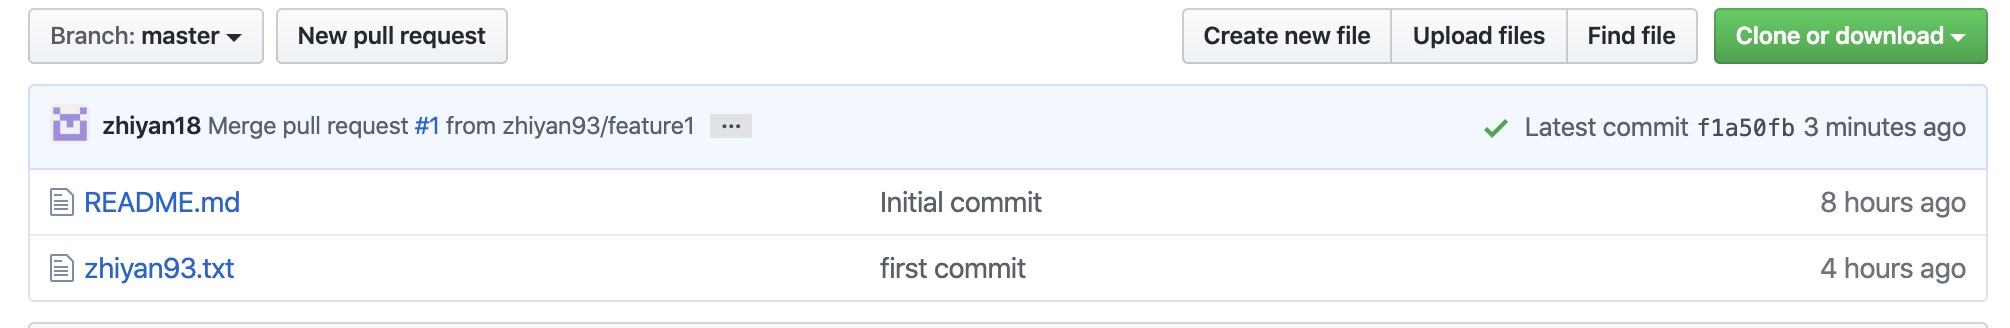 Branch: master New pull request Create new file Upload files Find file Clone or download
zhiyan18 Merge pull request #1 from zhiyan93/feature1 ... Latest commit f1a50fb 3 minutes ago
README.md Initial commit 8 hours ago
zhiyan93.txt first commit 4 hours ago